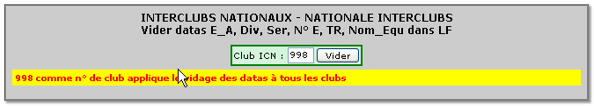 INTERCLUBS NATIONAUX - NATIONALE INTERCLUBS
Vider datas E_A, Div, Ser, N° E, TR, Nom_Equ dans LF
Club ICN : 998 Vider
998 comme n° de club applique le vidage des datas à tous les clubs